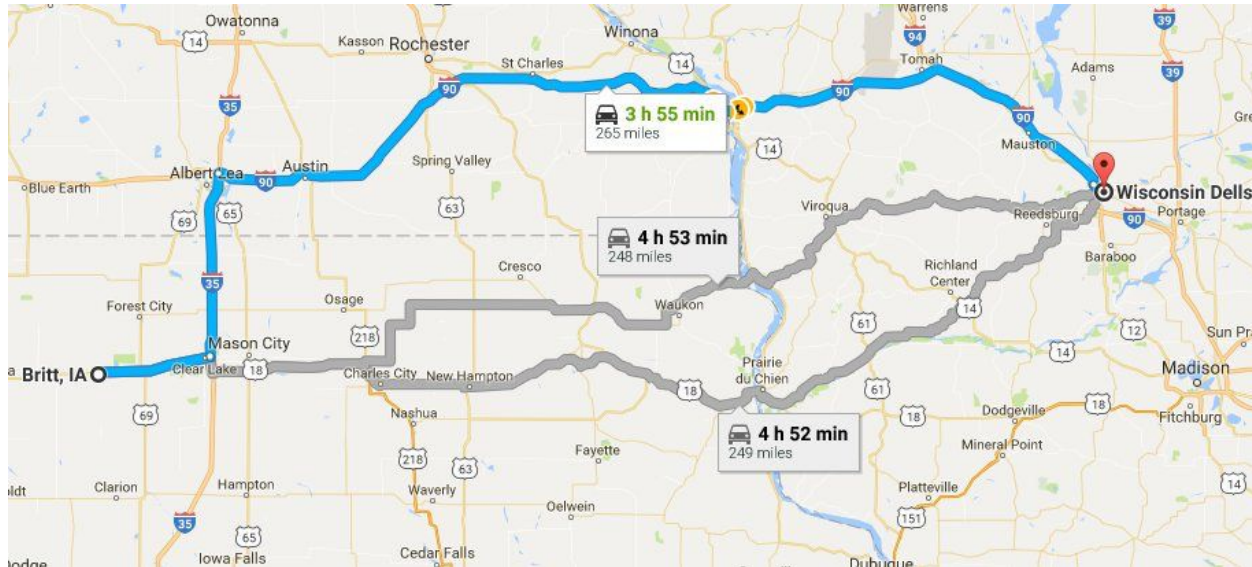 Owatonna
14
Kasson
Rochester
Winona
14
Warrens
94
Tomah
39
Adams
39
St Charles
90
35
3 h 55 min
265 miles
90
90
Mauston
14
Albert Lea
90
Austin
Spring Valley
Blue Earth
65
69
63
Wisconsin Dells
Viroqua
Reedsburg
90
Portage
4 h 53 min
248 miles
Baraboo
35
Cresco
Richland
Center
Forest City
Osage
Waukon
61
14
12
218
Mason City
Prairie
du Chien
14
Britt, IA
Clear Lake
18
Charles City
New Hampton
18
61
Madison
69
Nashua
18
Dodgeville
18
Fitchburg
4 h 52 min
249 miles
Mineral Point
218
63
Fayette
Clarion
Hampton
Waverly
Platteville
14
35
65
Oelwein
151
Iowa Falls
Cedar Falls
Dubuque